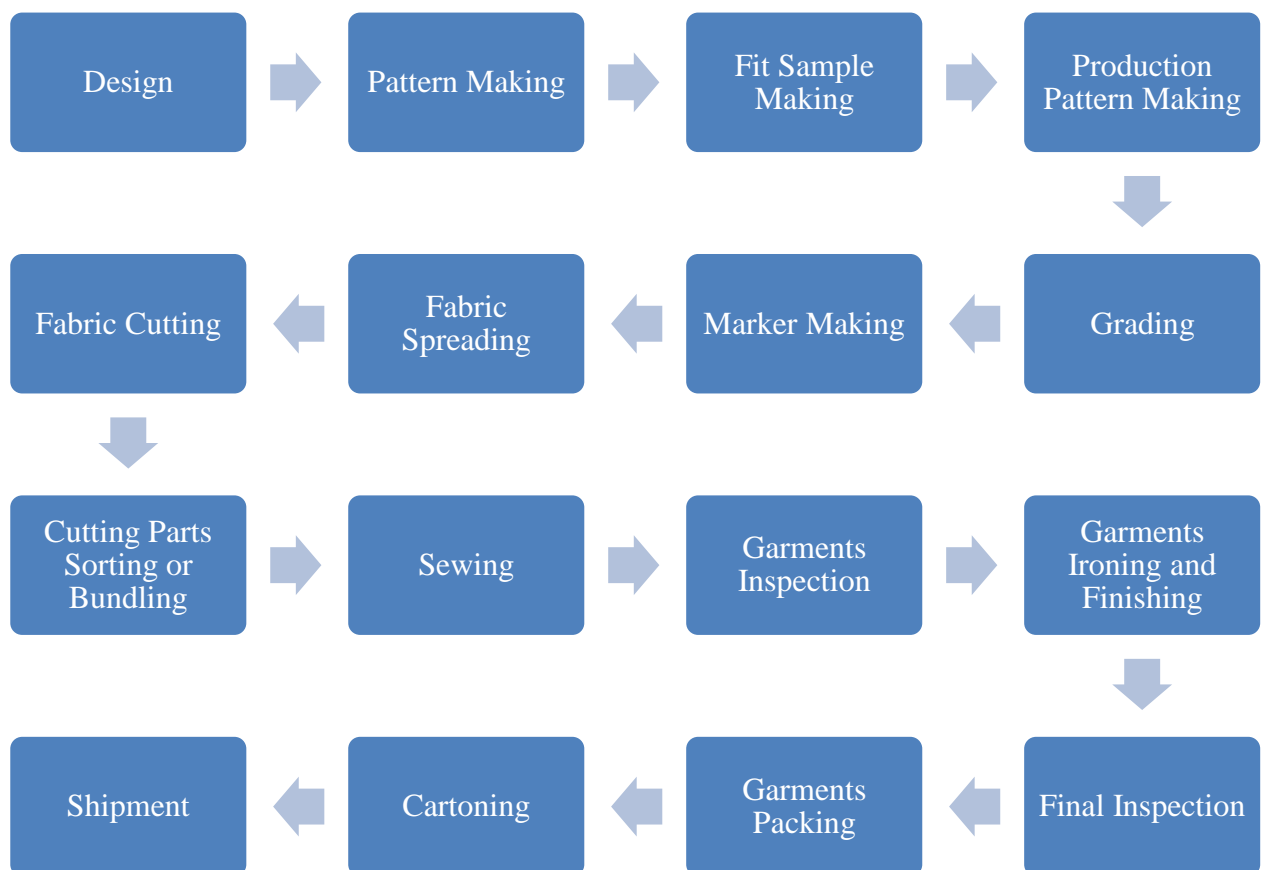 Design
Pattern Making
Fit Sample
Making
Production
Pattern Making
Grading
Marker Making
Fabric
Spreading
Fabric Cutting
Cutting Parts
Sorting or
Bundling
Sewing
Garments
Inspection
Garments
Ironing and
Finishing
Final Inspection
Garments
Packing
Cartoning
Shipment